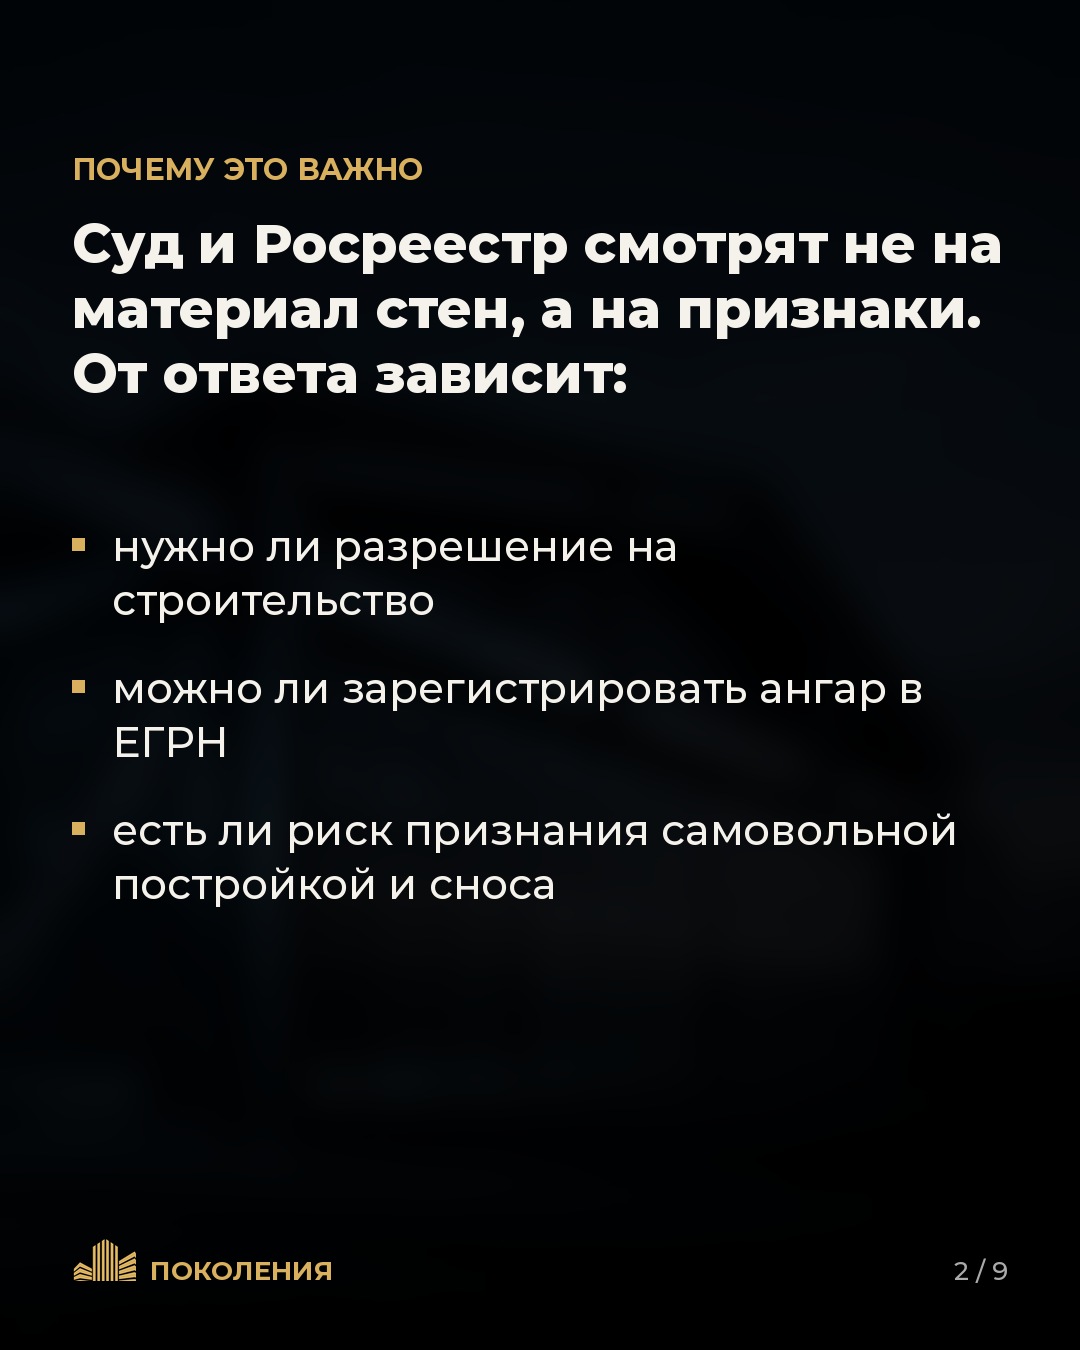 ПОЧЕМУ ЭТО ВАЖНО
Суд и Росреестр смотрят не на
материал стен, а на признаки.
От ответа зависит:
нужно ли разрешение на
строительство
можно ли зарегистрировать ангар в
ЕГРН
есть ли риск признания самовольной
постройкой и сноса
ПОКОЛЕНИЯ
2 / 9